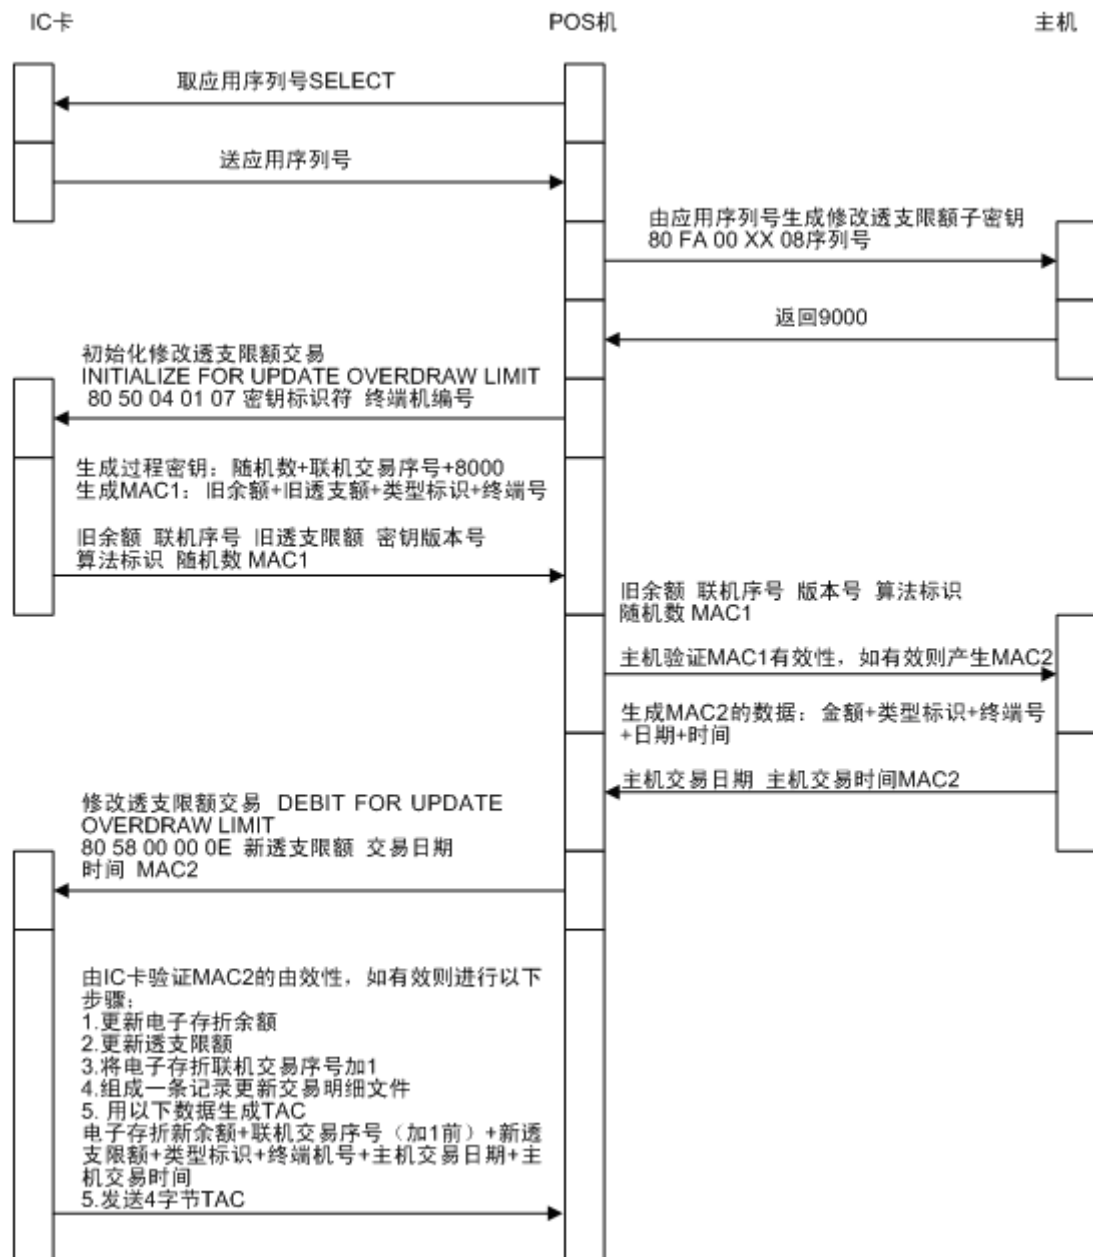 IC卡
POS机
主机
取应用序列号SELECT
送应用序列号
由应用序列号生成修改透支限额子密钥
80 FA 00 XX 08序列号
返回9000
初始化修改透支限额交易
INITIALIZE FOR UPDATE OVERDRAW LIMIT
80 50 04 01 07 密钥标识符 终端机编号
生成过程密钥：随机数+联机交易序号+8000
生成MAC1：旧余额+旧透支额+类型标识+终端号
旧余额 联机序号 旧透支限额 密钥版本号
算法标识 随机数 MAC1
旧余额 联机序号 版本号 算法标识
随机数 MAC1
主机验证MAC1有效性，如有效则产生MAC2
生成MAC2的数据：金额+类型标识+终端号
+日期+时间
主机交易日期 主机交易时间MAC2
修改透支限额交易 DEBIT FOR UPDATE
OVERDRAW LIMIT
80 58 00 00 0E 新透支限额 交易日期
时间 MAC2
由IC卡验证MAC2的由效性，如有效则进行以下
步骤：
1.更新电子存折余额
2.更新透支限额
3.将电子存折联机交易序号加1
4.组成一条记录更新交易明细文件
5. 用以下数据生成TAC
电子存折新余额+联机交易序号（加1前）+新透
支限额+类型标识+终端机号+主机交易日期+主
机交易时间
5.发送4字节TAC